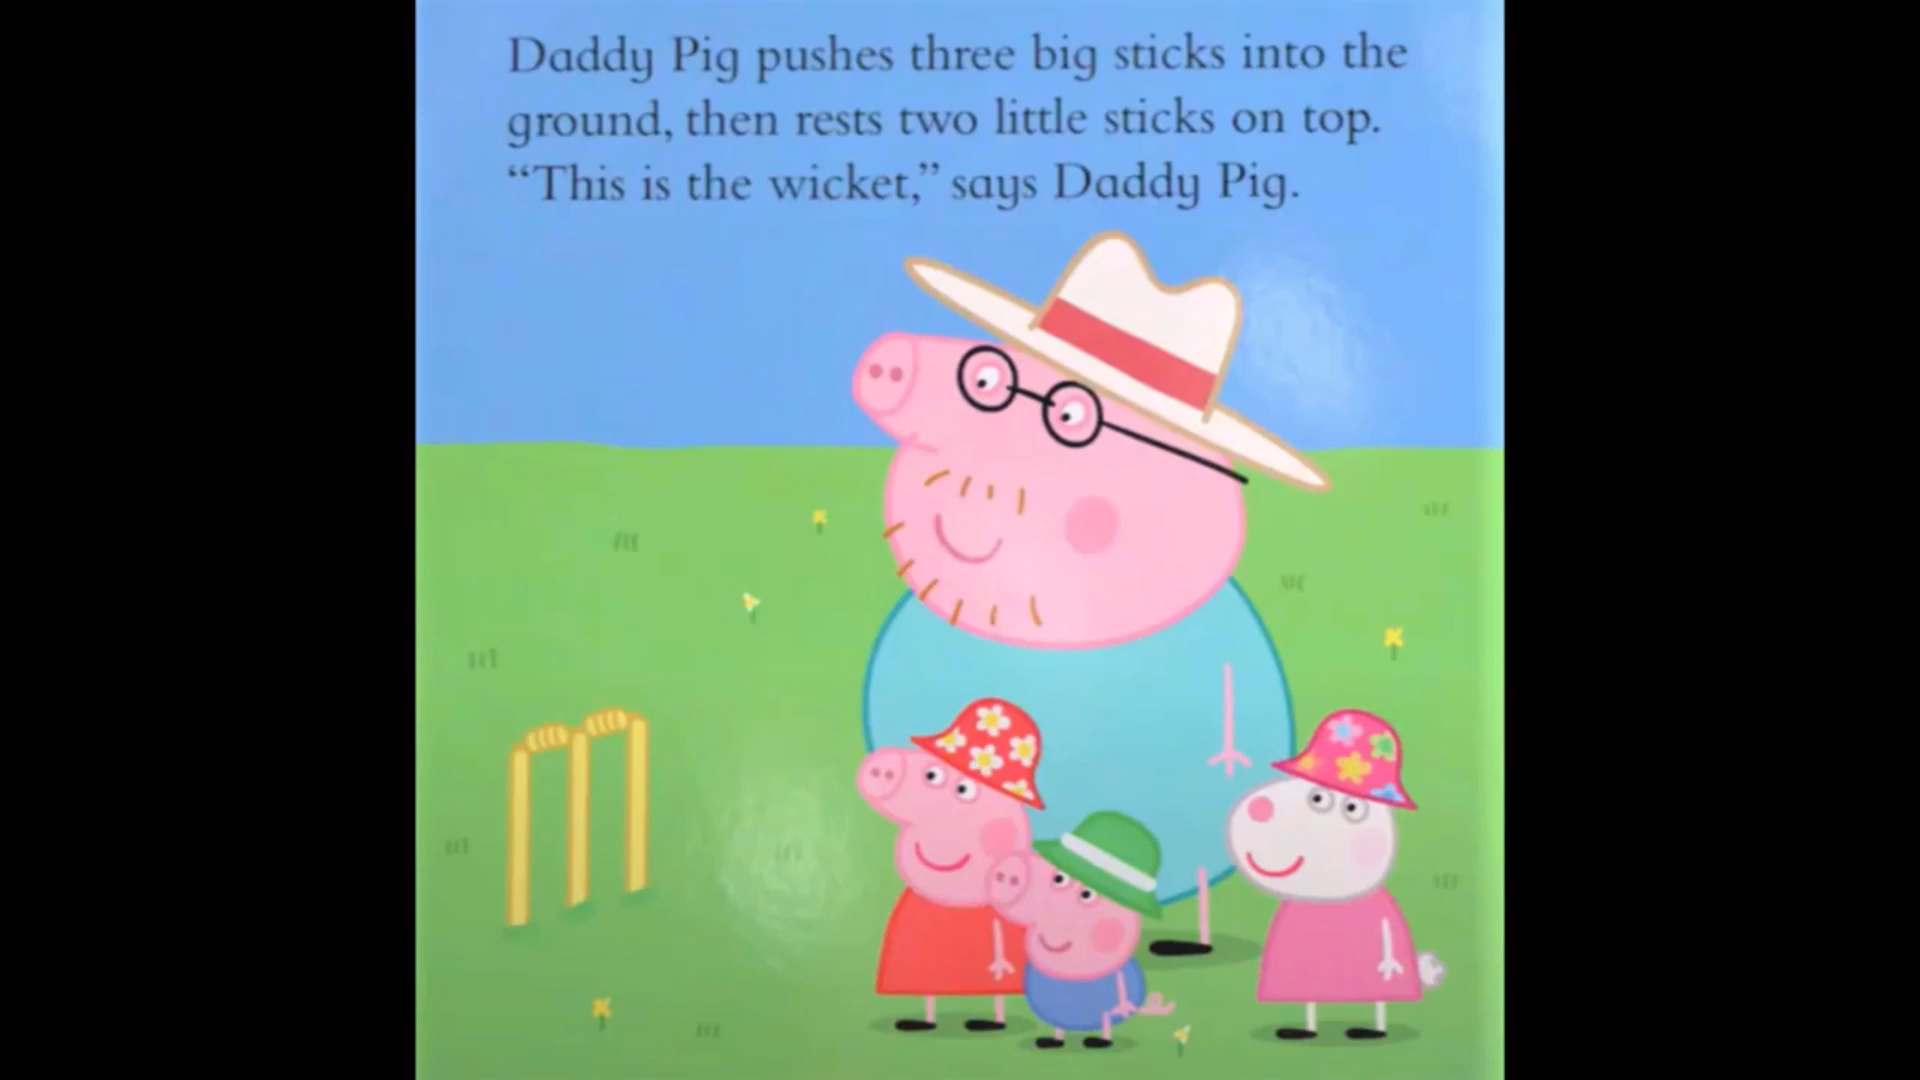 Daddy Pig pushes three big sticks into the
ground, then rests two little sticks on top.
“This is the wicket,” says Daddy Pig.